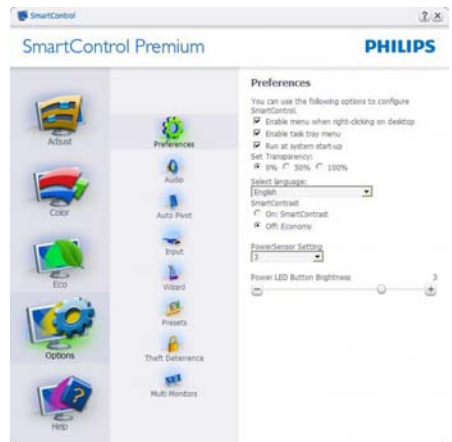 SmartControl
SmartControl Premium
PHILIPS
Adjust
Color
Eco
Options
Help
Preferences
Audio
Auto Pivot
Input
Wizard
Presets
Theft Deterrence
Multi Monitors
Preferences
You can use the following options to configure
SmartControl.
Enable menu when right-clicking on desktop
Enable task tray menu
Run at system start-up
Set Transparency:
0% 50% 100%
Select language:
English
SmartContrast
On: SmartContrast
Off: Economy
PowerSensor Setting
3
Power LED Button Brightness 3